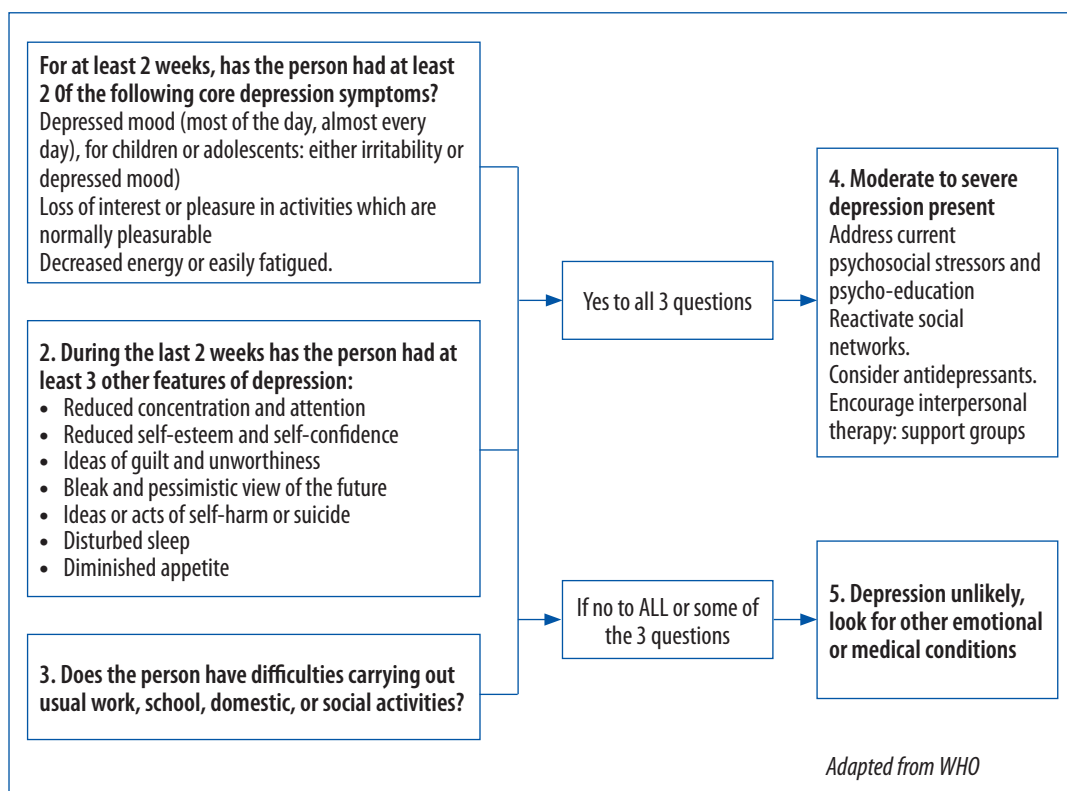 For at least 2 weeks, has the person had at least
2 0f the following core depression symptoms?
Depressed mood (most of the day, almost every
day), for children or adolescents: either irritability or
depressed mood)
Loss of interest or pleasure in activities which are
normally pleasurable
Decreased energy or easily fatigued.
2. During the last 2 weeks has the person had at
least 3 other features of depression:
• Reduced concentration and attention
• Reduced self-esteem and self-confidence
• Ideas of guilt and unworthiness
• Bleak and pessimistic view of the future
• Ideas or acts of self-harm or suicide
• Disturbed sleep
• Diminished appetite
3. Does the person have difficulties carrying out
usual work, school, domestic, or social activities?
Yes to all 3 questions
If no to ALL or some of
the 3 questions
4. Moderate to severe
depression present
Address current
psychosocial stressors and
psycho-education
Reactivate social
networks.
Consider antidepressants.
Encourage interpersonal
therapy: support groups
5. Depression unlikely,
look for other emotional
or medical conditions
Adapted from WHO